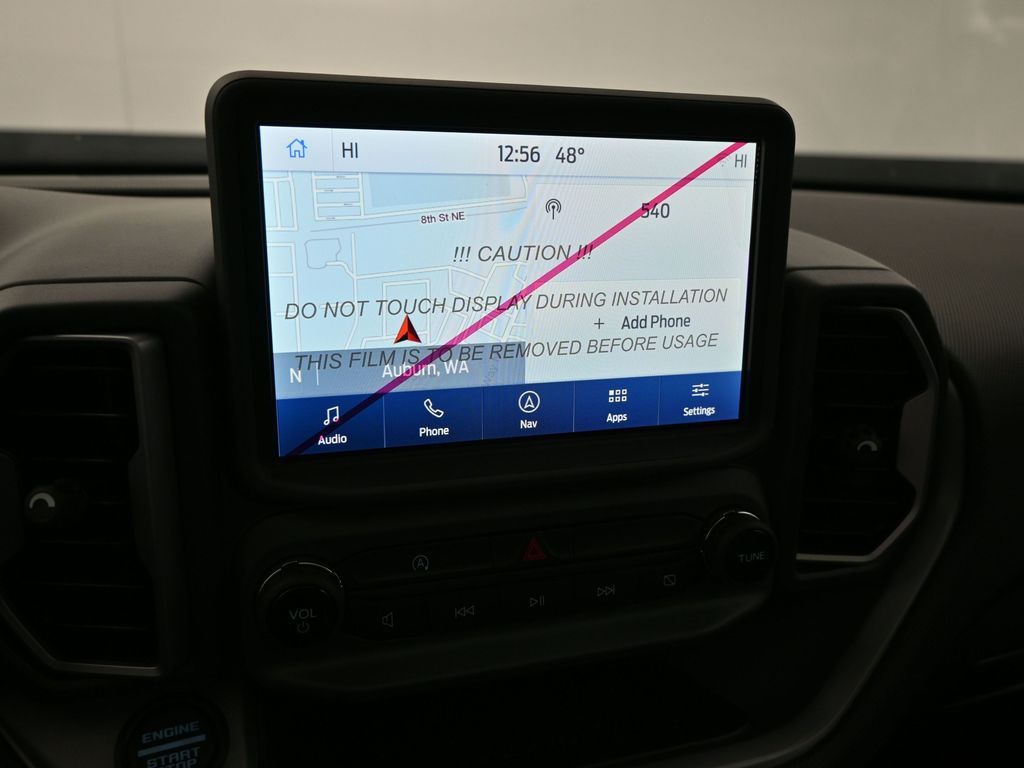 HI 12:56 48° HI
8th St NE
540
!!! CAUTION !!!
DO NOT TOUCH DISPLAY DURING INSTALLATION
+ Add Phone
THIS FILM IS TO BE REMOVED BEFORE USAGE
N Auburn, WA
Audio Phone Nav Apps Settings
TUNE
VOL
ENGINE
START
STOP